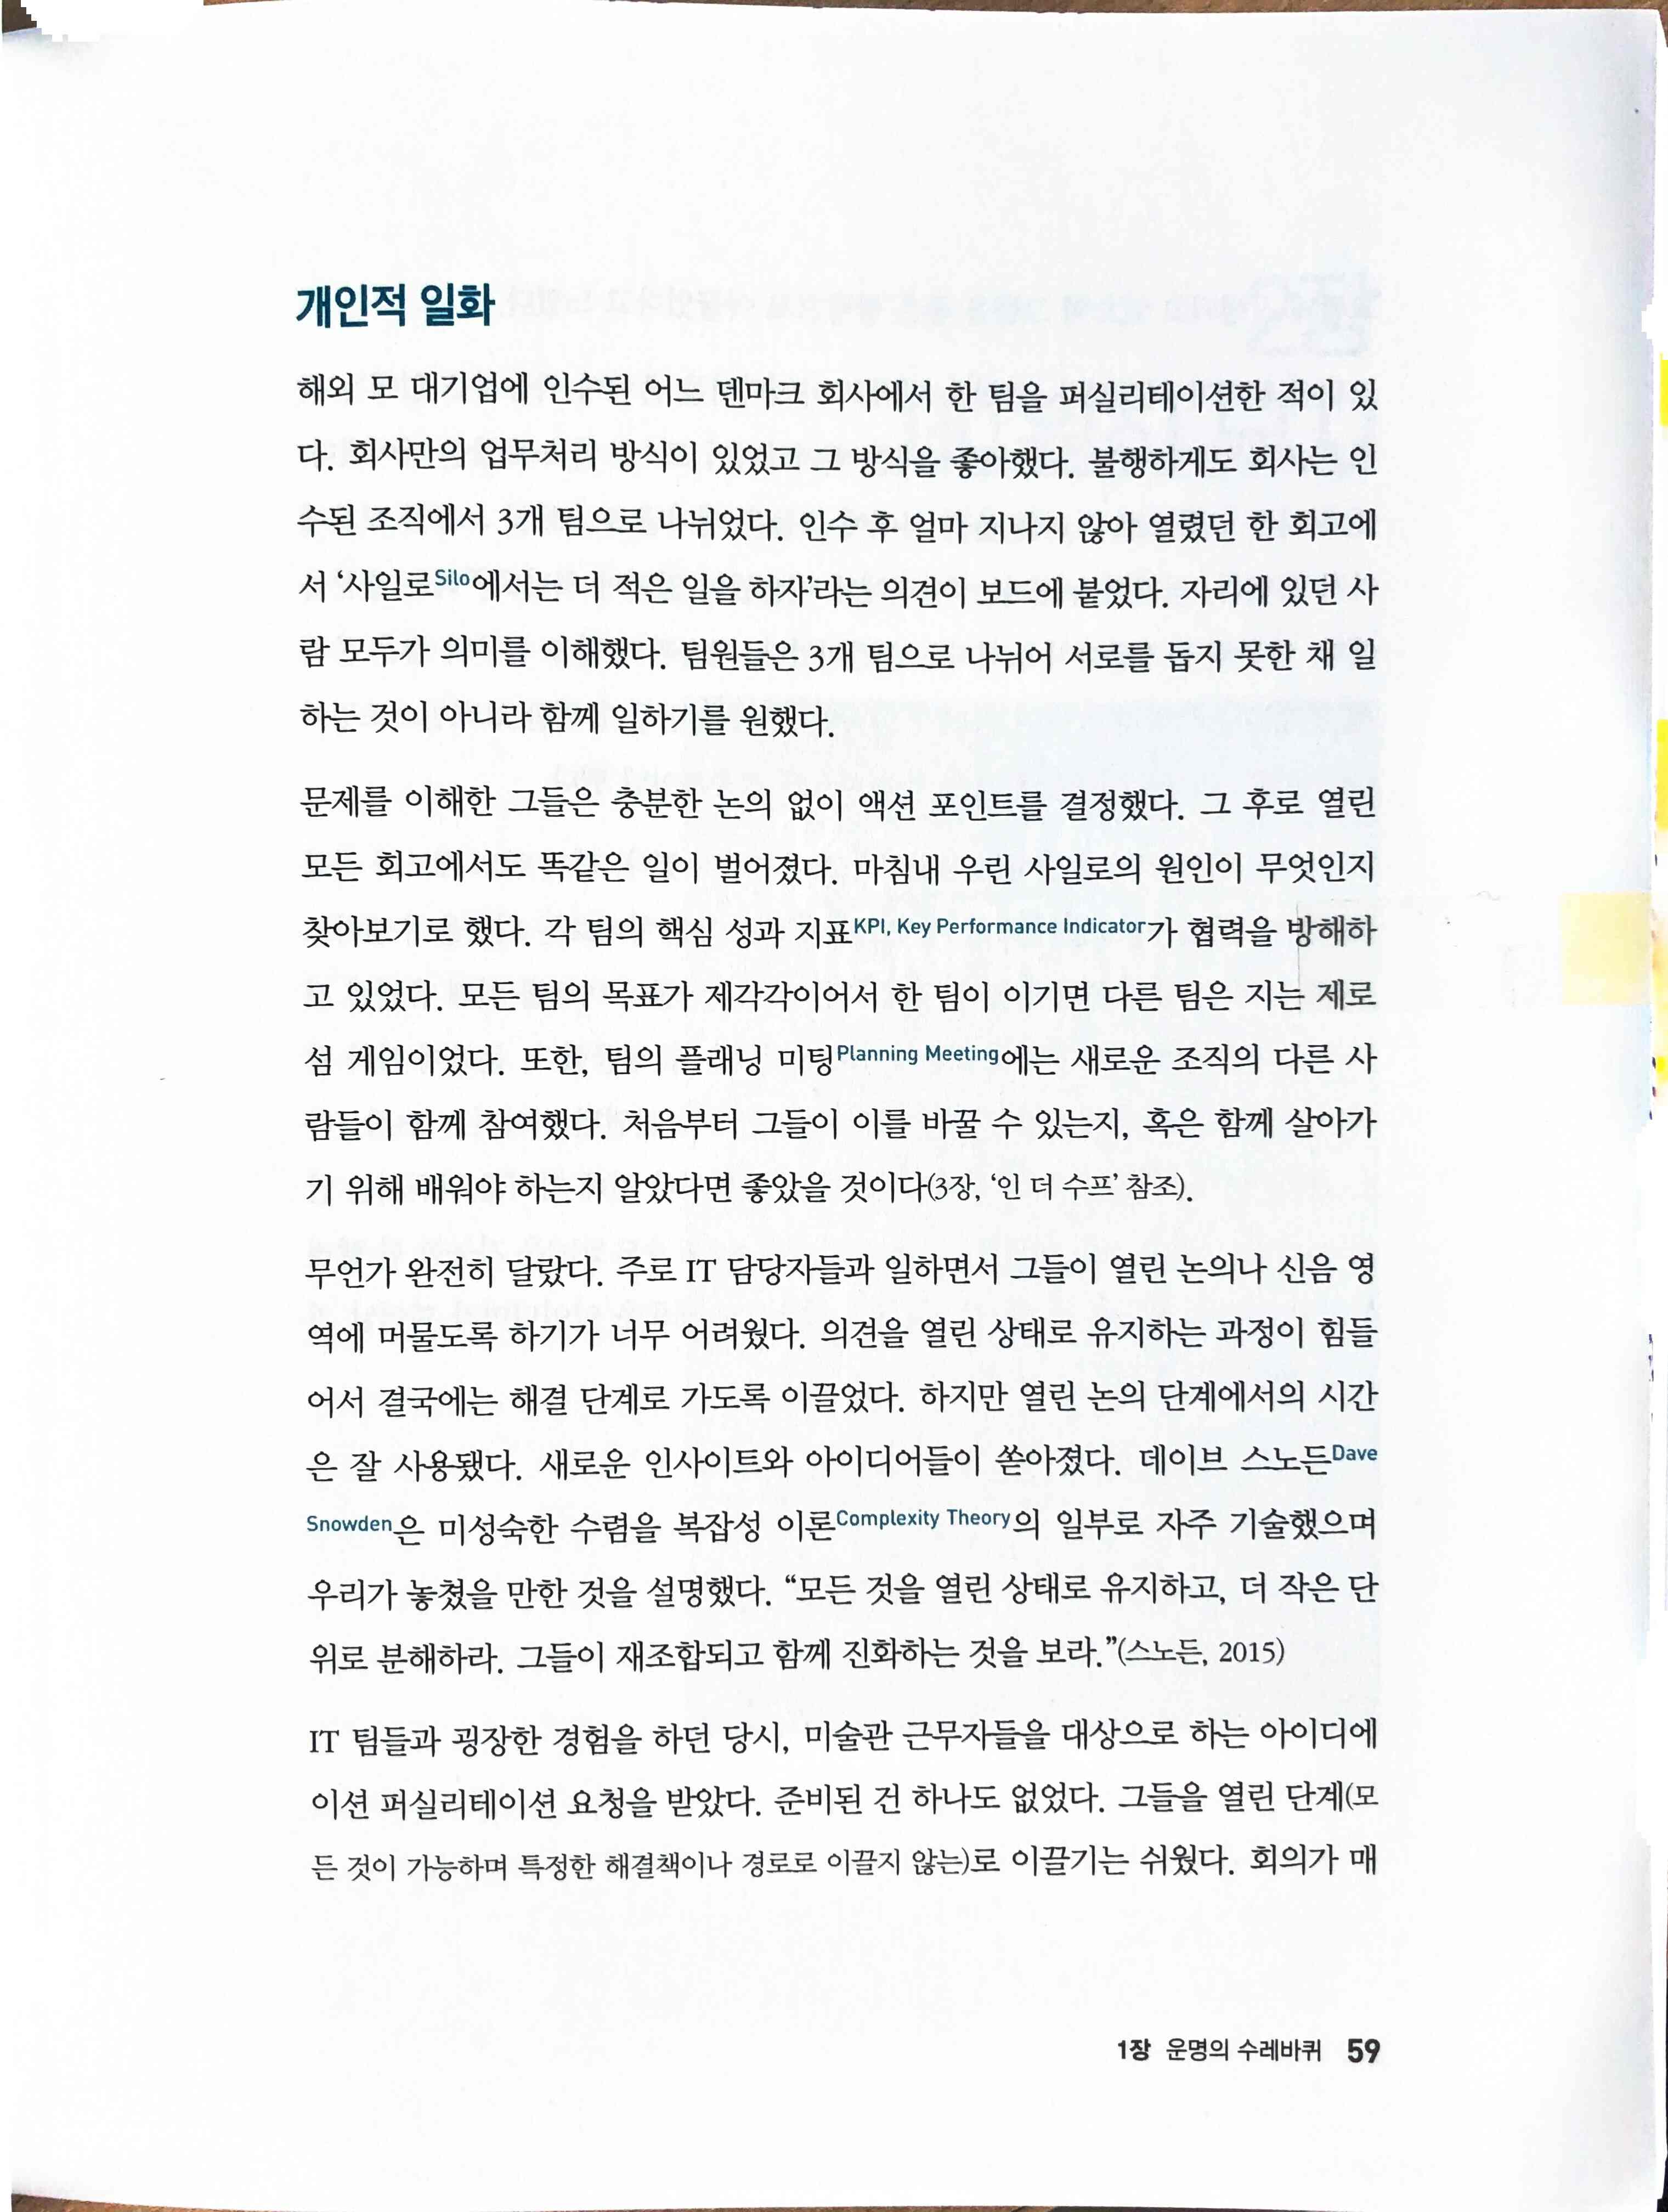 개인적 일화
해외 모 대기업에 인수된 어느 덴마크 회사에서 한 팀을 퍼실리테이션한 적이 있
다. 회사만의 업무처리 방식이 있었고 그 방식을 좋아했다. 불행하게도 회사는 인
수된 조직에서 3개 팀으로 나뉘었다. 인수 후 얼마 지나지 않아 열렸던 한 회고에
서 ‘사일로Silo에서는 더 적은 일을 하자’라는 의견이 보드에 붙었다. 자리에 있던 사
람 모두가 의미를 이해했다. 팀원들은 3개 팀으로 나뉘어 서로를 돕지 못한 채 일
하는 것이 아니라 함께 일하기를 원했다.
문제를 이해한 그들은 충분한 논의 없이 액션 포인트를 결정했다. 그 후로 열린
모든 회고에서도 똑같은 일이 벌어졌다. 마침내 우린 사일로의 원인이 무엇인지
찾아보기로 했다. 각 팀의 핵심 성과 지표KPI, Key Performance Indicator가 협력을 방해하
고 있었다. 모든 팀의 목표가 제각각이어서 한 팀이 이기면 다른 팀은 지는 제로
섬 게임이었다. 또한, 팀의 플래닝 미팅Planning Meeting에는 새로운 조직의 다른 사
람들이 함께 참여했다. 처음부터 그들이 이를 바꿀 수 있는지, 혹은 함께 살아가
기 위해 배워야 하는지 알았다면 좋았을 것이다(3장, ‘인 더 수프’ 참조).
무언가 완전히 달랐다. 주로 IT 담당자들과 일하면서 그들이 열린 논의나 신음 영
역에 머물도록 하기가 너무 어려웠다. 의견을 열린 상태로 유지하는 과정이 힘들
어서 결국에는 해결 단계로 가도록 이끌었다. 하지만 열린 논의 단계에서의 시간
은 잘 사용됐다. 새로운 인사이트와 아이디어들이 쏟아졌다. 데이브 스노든Dave
Snowden은 미성숙한 수렴을 복잡성 이론Complexity Theory의 일부로 자주 기술했으며
우리가 놓쳤을 만한 것을 설명했다. “모든 것을 열린 상태로 유지하고, 더 작은 단
위로 분해하라. 그들이 재조합되고 함께 진화하는 것을 보라.”(스노든, 2015)
IT 팀들과 굉장한 경험을 하던 당시, 미술관 근무자들을 대상으로 하는 아이디에
이션 퍼실리테이션 요청을 받았다. 준비된 건 하나도 없었다. 그들을 열린 단계(모
든 것이 가능하며 특정한 해결책이나 경로로 이끌지 않는)로 이끌기는 쉬웠다. 회의가 매
1장 운명의 수레바퀴 59